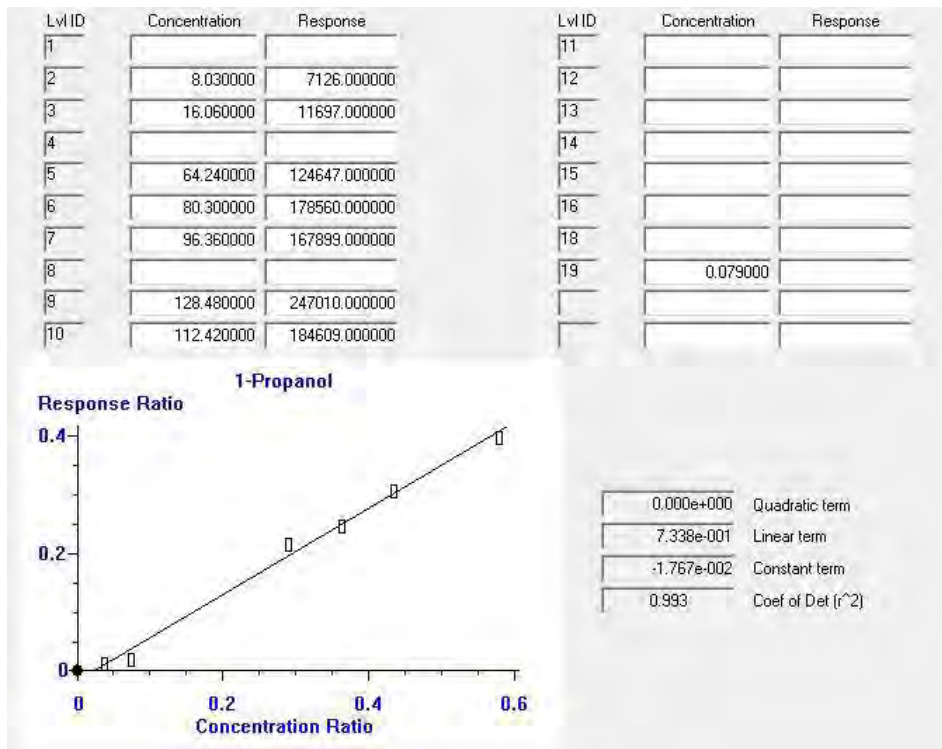 Lvl ID Concentration Response Lvl ID Concentration Response
1 11
2 8.030000 7126.000000 12
3 16.060000 11697.000000 13
4 14
5 64.240000 124647.000000 15
6 80.300000 178560.000000 16
7 96.360000 167899.000000 18
8 19 0.079000
9 128.480000 247010.000000
10 112.420000 184609.000000
1-Propanol
Response Ratio
0.4
0.000e+000 Quadratic term
7.338e-001 Linear term
0.2
-1.767e-002 Constant term
0.993 Coef of Det (r^2)
0
0 0.2 0.4 0.6
Concentration Ratio